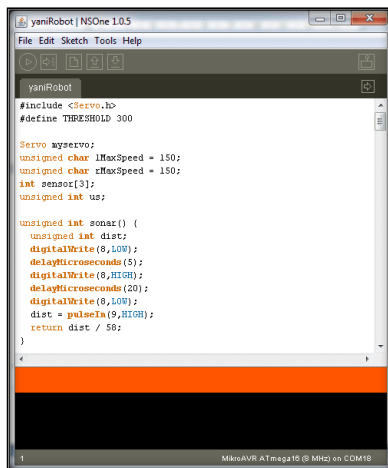 yaniRobot | NSOne 1.0.5
File Edit Sketch Tools Help
yaniRobot
#include <Servo.h>
#define THRESHOLD 300
Servo myservo;
unsigned char lMaxSpeed = 150;
unsigned char rMaxSpeed = 150;
int sensor[3];
unsigned int us;
unsigned int sonar() {
unsigned int dist;
digitalWrite(8,LOW);
delayMicroseconds(5);
digitalWrite(8,HIGH);
delayMicroseconds(20);
digitalWrite(8,LOW);
dist = pulseIn(9,HIGH);
return dist / 58;
}
1 MikroAVR ATmega16 (8 MHz) on COM18